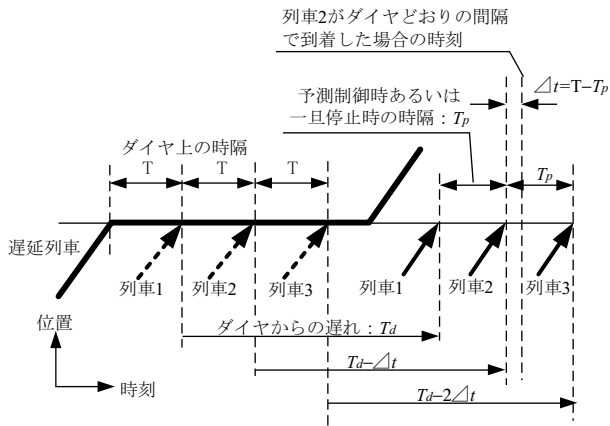 列車2がダイヤどおりの間隔
で到着した場合の時刻
⊿t=T−Tp
予測制御時あるいは
一旦停止時の時隔：Tp
ダイヤ上の時隔
T T T
Tp
遅延列車
列車1 列車2 列車3 列車1 列車2 列車3
位置
ダイヤからの遅れ：Td
時刻
Td−⊿t
Td−2⊿t